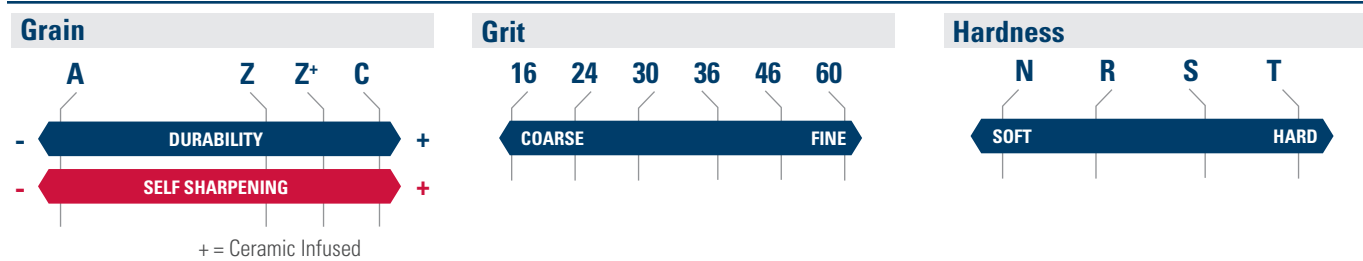 Grain
A Z Z⁺ C
- DURABILITY +
- SELF SHARPENING +
+ = Ceramic Infused
Grit
16 24 30 36 46 60
COARSE FINE
Hardness
N R S T
SOFT HARD